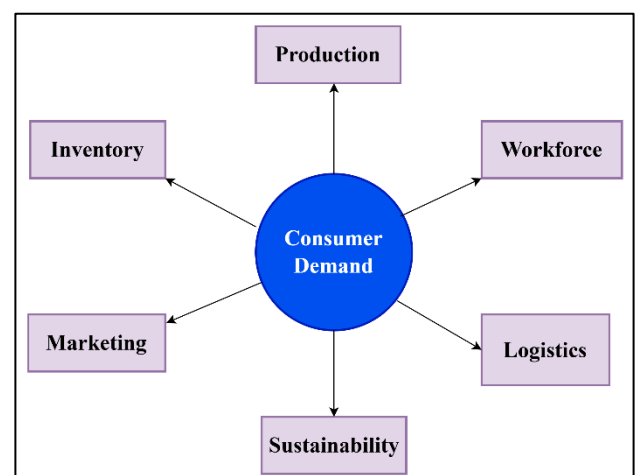 Production
Inventory
Workforce
Consumer
Demand
Marketing
Logistics
Sustainability